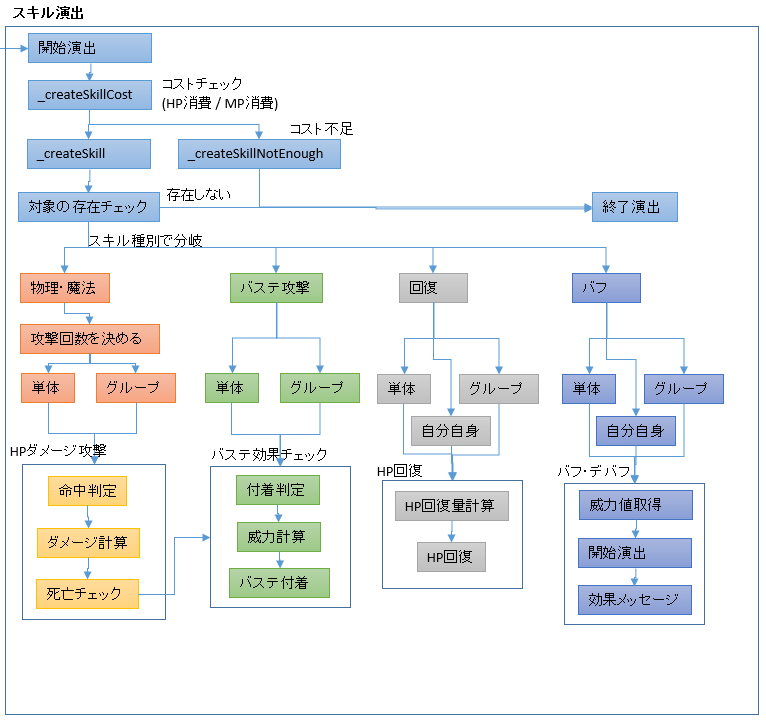 スキル演出
開始演出
_createSkillCost
コストチェック
(HP消費 / MP消費)
コスト不足
_createSkill
_createSkillNotEnough
対象の存在チェック
存在しない
終了演出
スキル種別で分岐
物理・魔法
バステ攻撃
回復
バフ
攻撃回数を決める
単体
グループ
単体
グループ
単体
グループ
自分自身
単体
グループ
自分自身
HPダメージ攻撃
命中判定
ダメージ計算
死亡チェック
バステ効果チェック
付着判定
威力計算
バステ付着
HP回復
HP回復量計算
HP回復
バフ・デバフ
威力値取得
開始演出
効果メッセージ